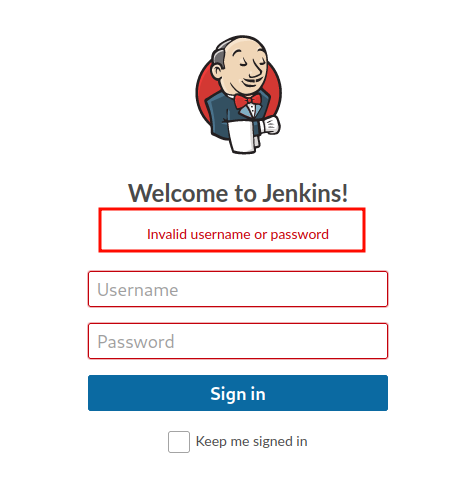 Welcome to Jenkins!
Invalid username or password
Username
Password
Sign in
Keep me signed in